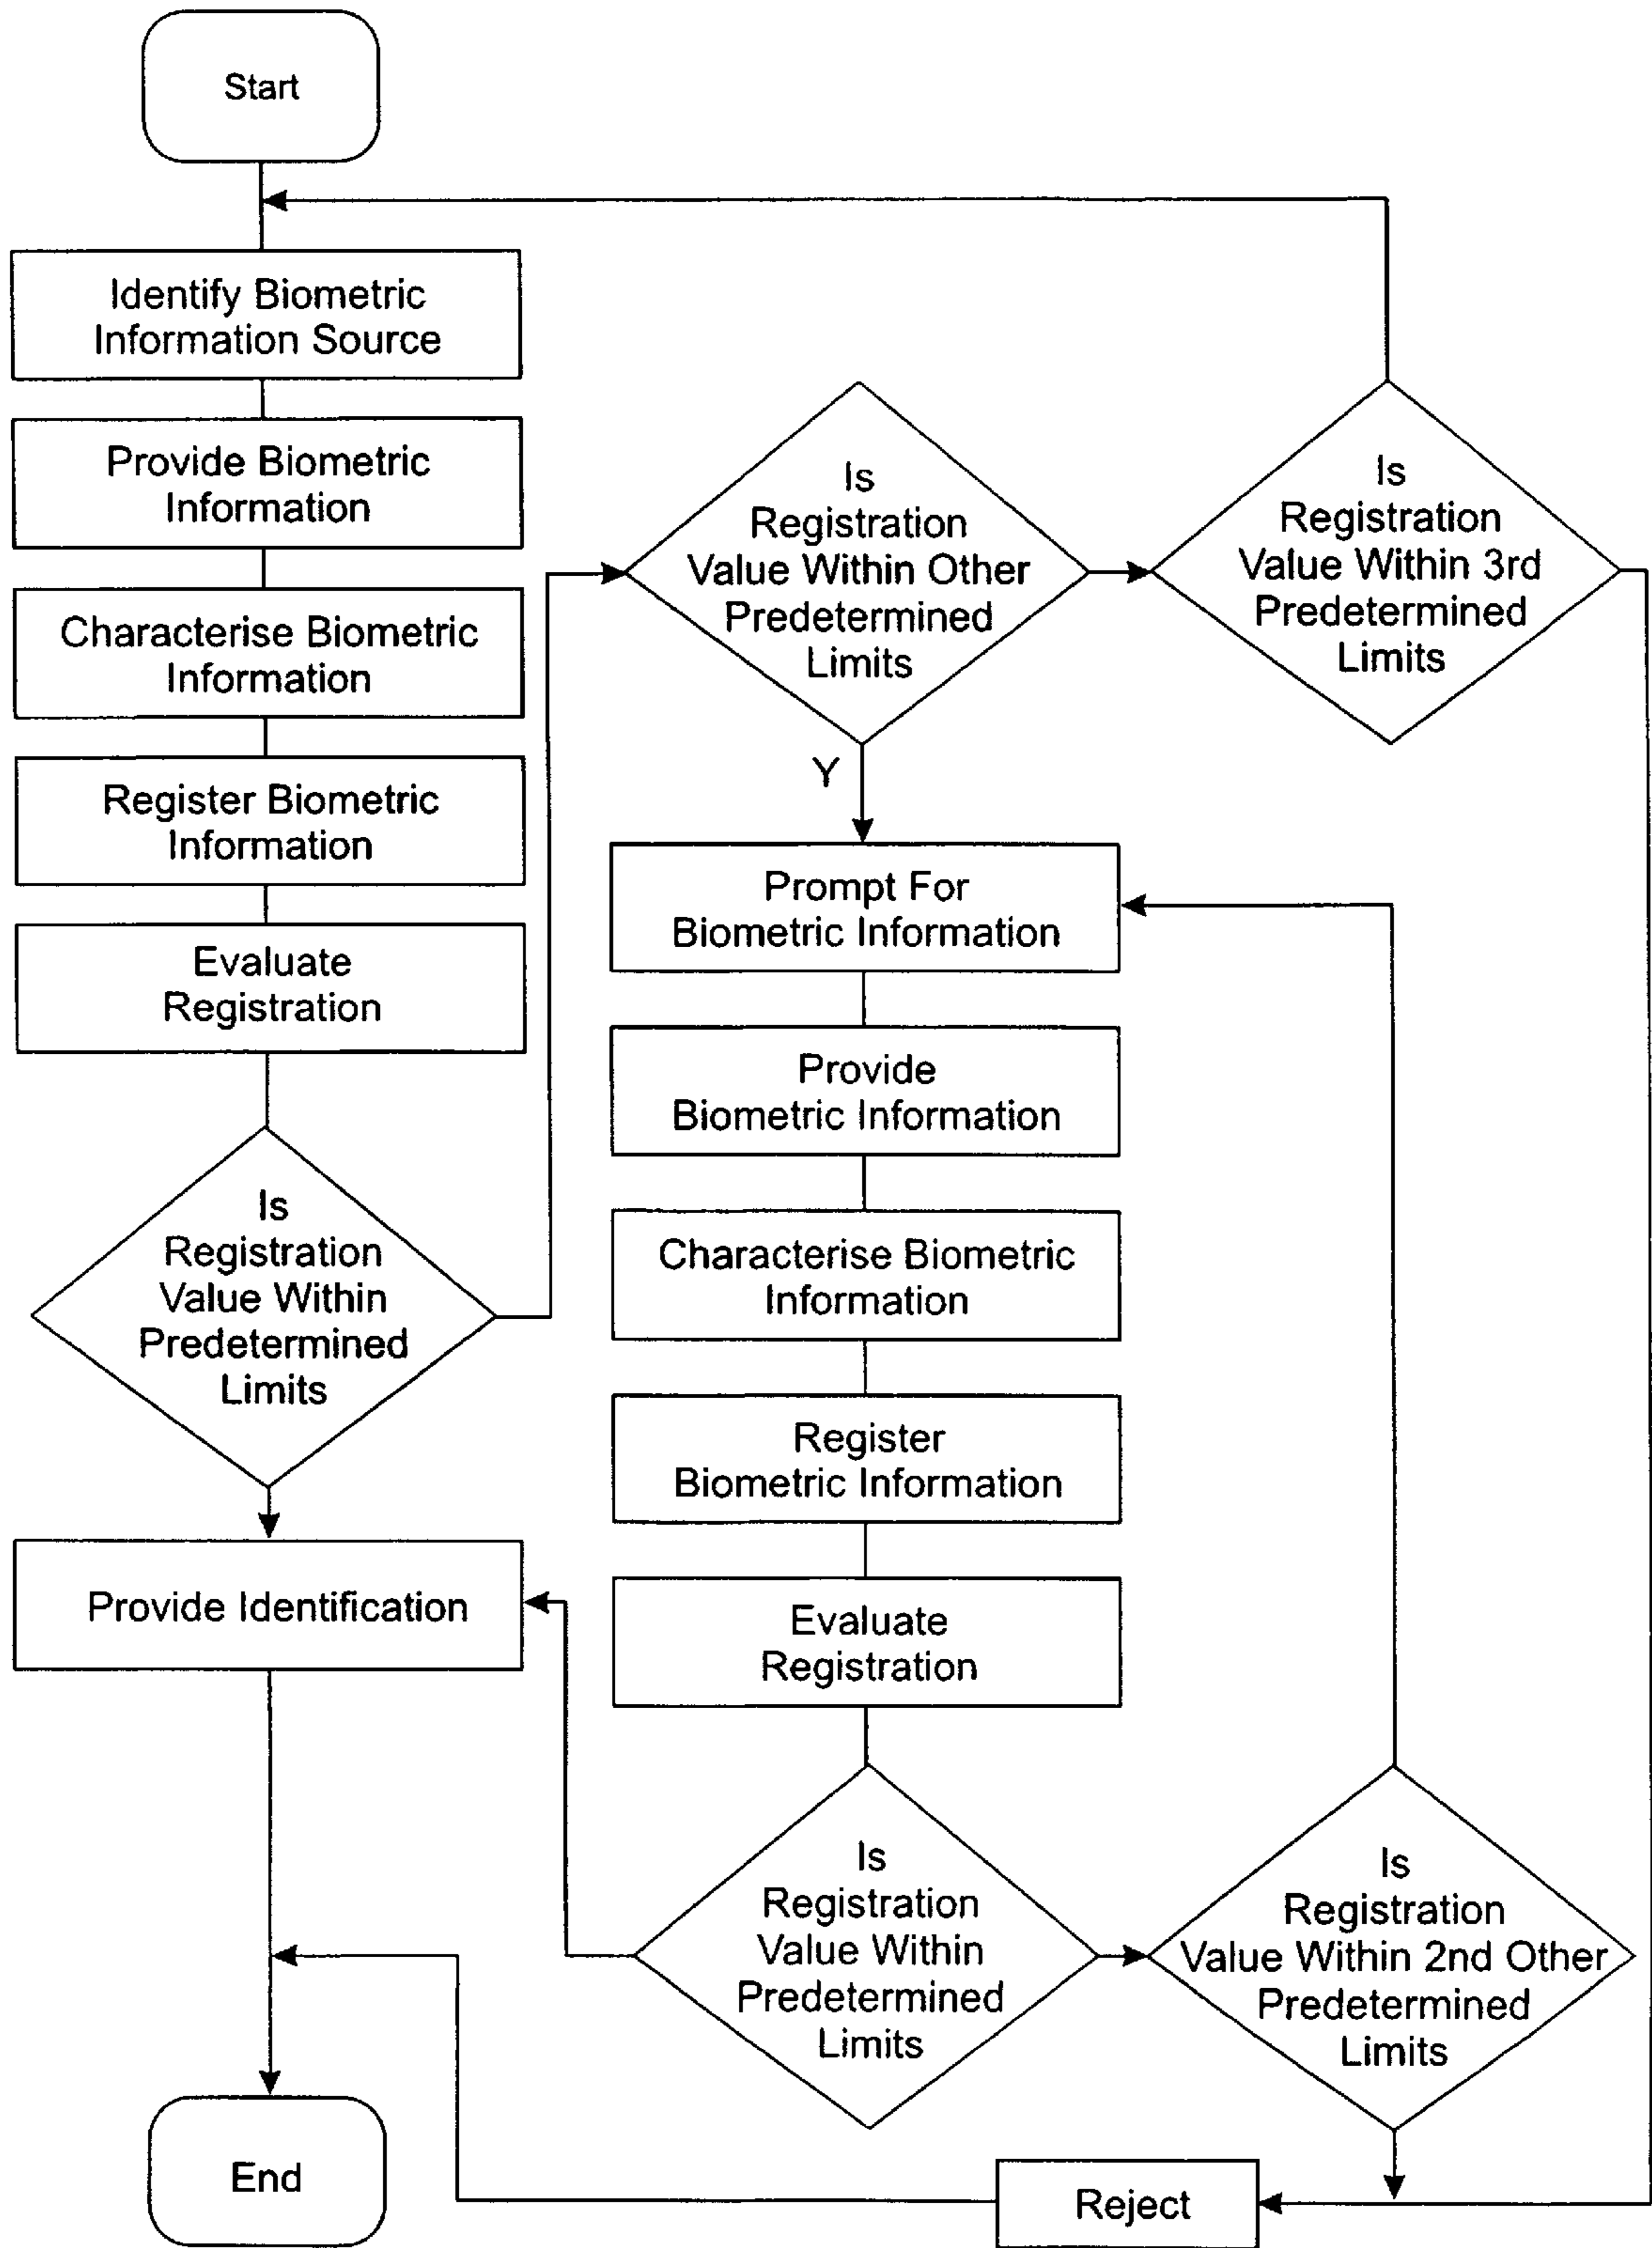 Start
Identify Biometric
Information Source
Provide Biometric
Information
Characterise Biometric
Information
Register Biometric
Information
Evaluate
Registration
Is
Registration
Value Within
Predetermined
Limits
Provide Identification
End
Is
Registration
Value Within Other
Predetermined
Limits
Y
Prompt For
Biometric Information
Provide
Biometric Information
Characterise Biometric
Information
Register
Biometric Information
Evaluate
Registration
Is
Registration
Value Within
Predetermined
Limits
Is
Registration
Value Within 3rd
Predetermined
Limits
Is
Registration
Value Within 2nd Other
Predetermined
Limits
Reject